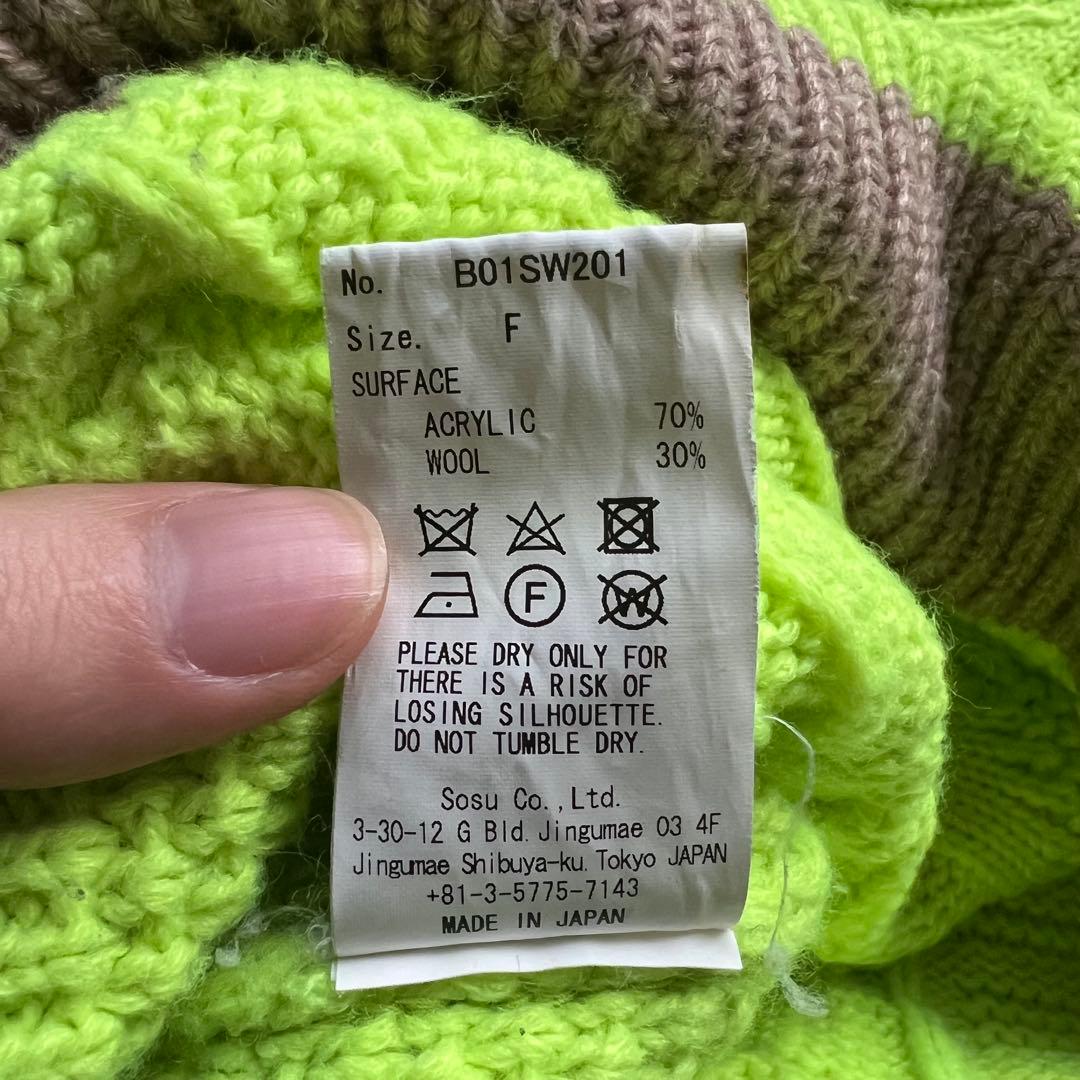 No. B01SW201
Size. F
SURFACE
ACRYLIC 70%
WOOL 30%
F W
PLEASE DRY ONLY FOR
THERE IS A RISK OF
LOSING SILHOUETTE.
DO NOT TUMBLE DRY.
Sosu Co.,Ltd.
3-30-12 G Bld. Jingumae 03 4F
Jingumae Shibuya-ku. Tokyo JAPAN
+81-3-5775-7143
MADE IN JAPAN